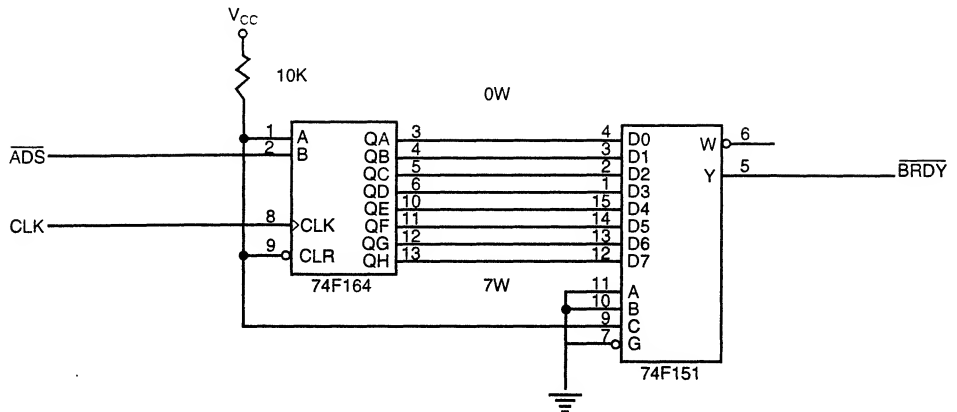 VCC
10K
0W
1 A QA 3 4 D0 W 6
ADS 2 B QB 4 3 D1
QC 5 2 D2 Y 5 BRDY
QD 6 1 D3
QE 10 15 D4
CLK 8 CLK QF 11 14 D5
QG 12 13 D6
9 CLR QH 13 12 D7
74F164 7W
11 A
10 B
9 C
7 G
74F151